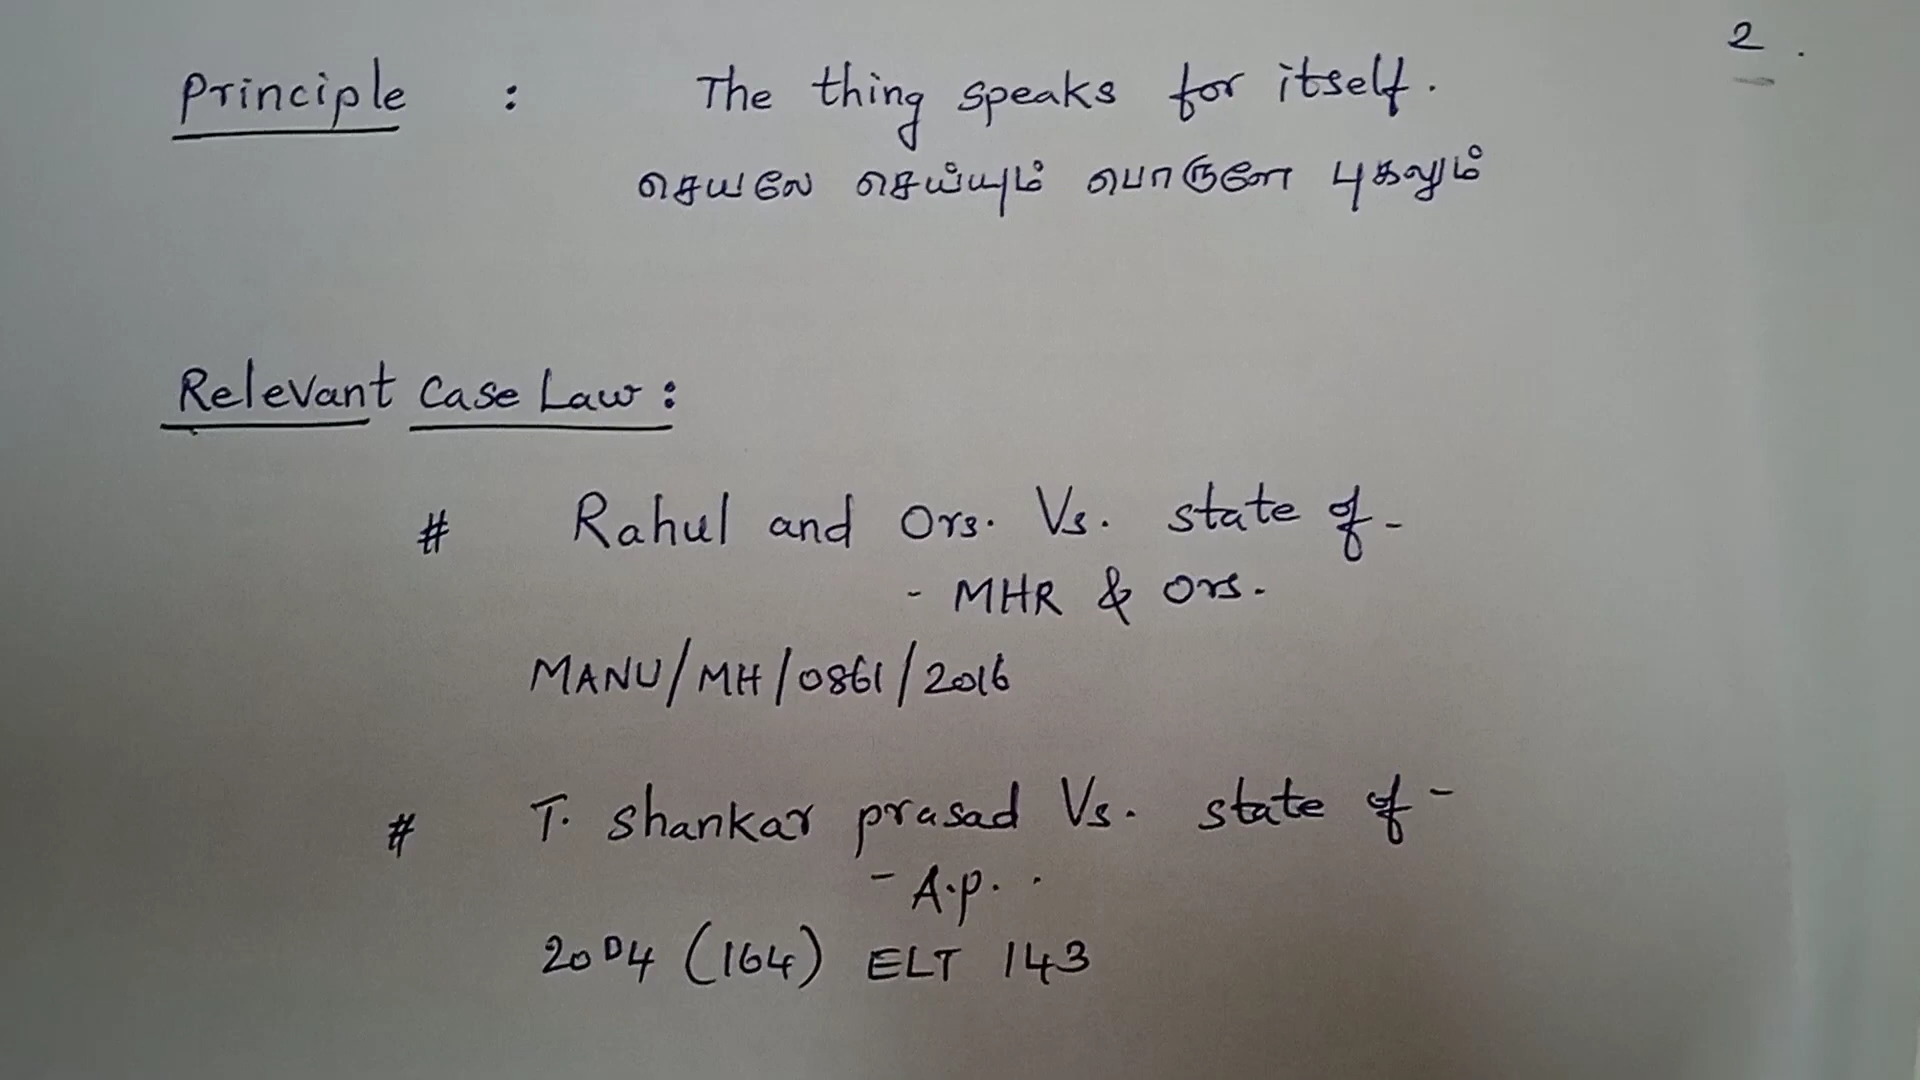 2.
Principle : The thing speaks for itself.
செயலே செய்யும் பொருளே புகலும்
Relevant Case Law :
# Rahul and Ors. Vs. state of -
- MHR & Ors.
MANU/MH/0861/2016
# T. Shankar prasad Vs. state of -
- A.P.
2004 (164) ELT 143